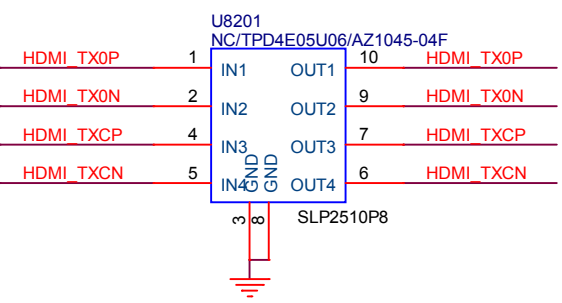 U8201
NC/TPD4E05U06/AZ1045-04F
HDMI_TX0P 1 IN1 OUT1 10 HDMI_TX0P
HDMI_TX0N 2 IN2 OUT2 9 HDMI_TX0N
HDMI_TXCP 4 IN3 OUT3 7 HDMI_TXCP
HDMI_TXCN 5 IN4 OUT4 6 HDMI_TXCN
GND GND
3 8
SLP2510P8